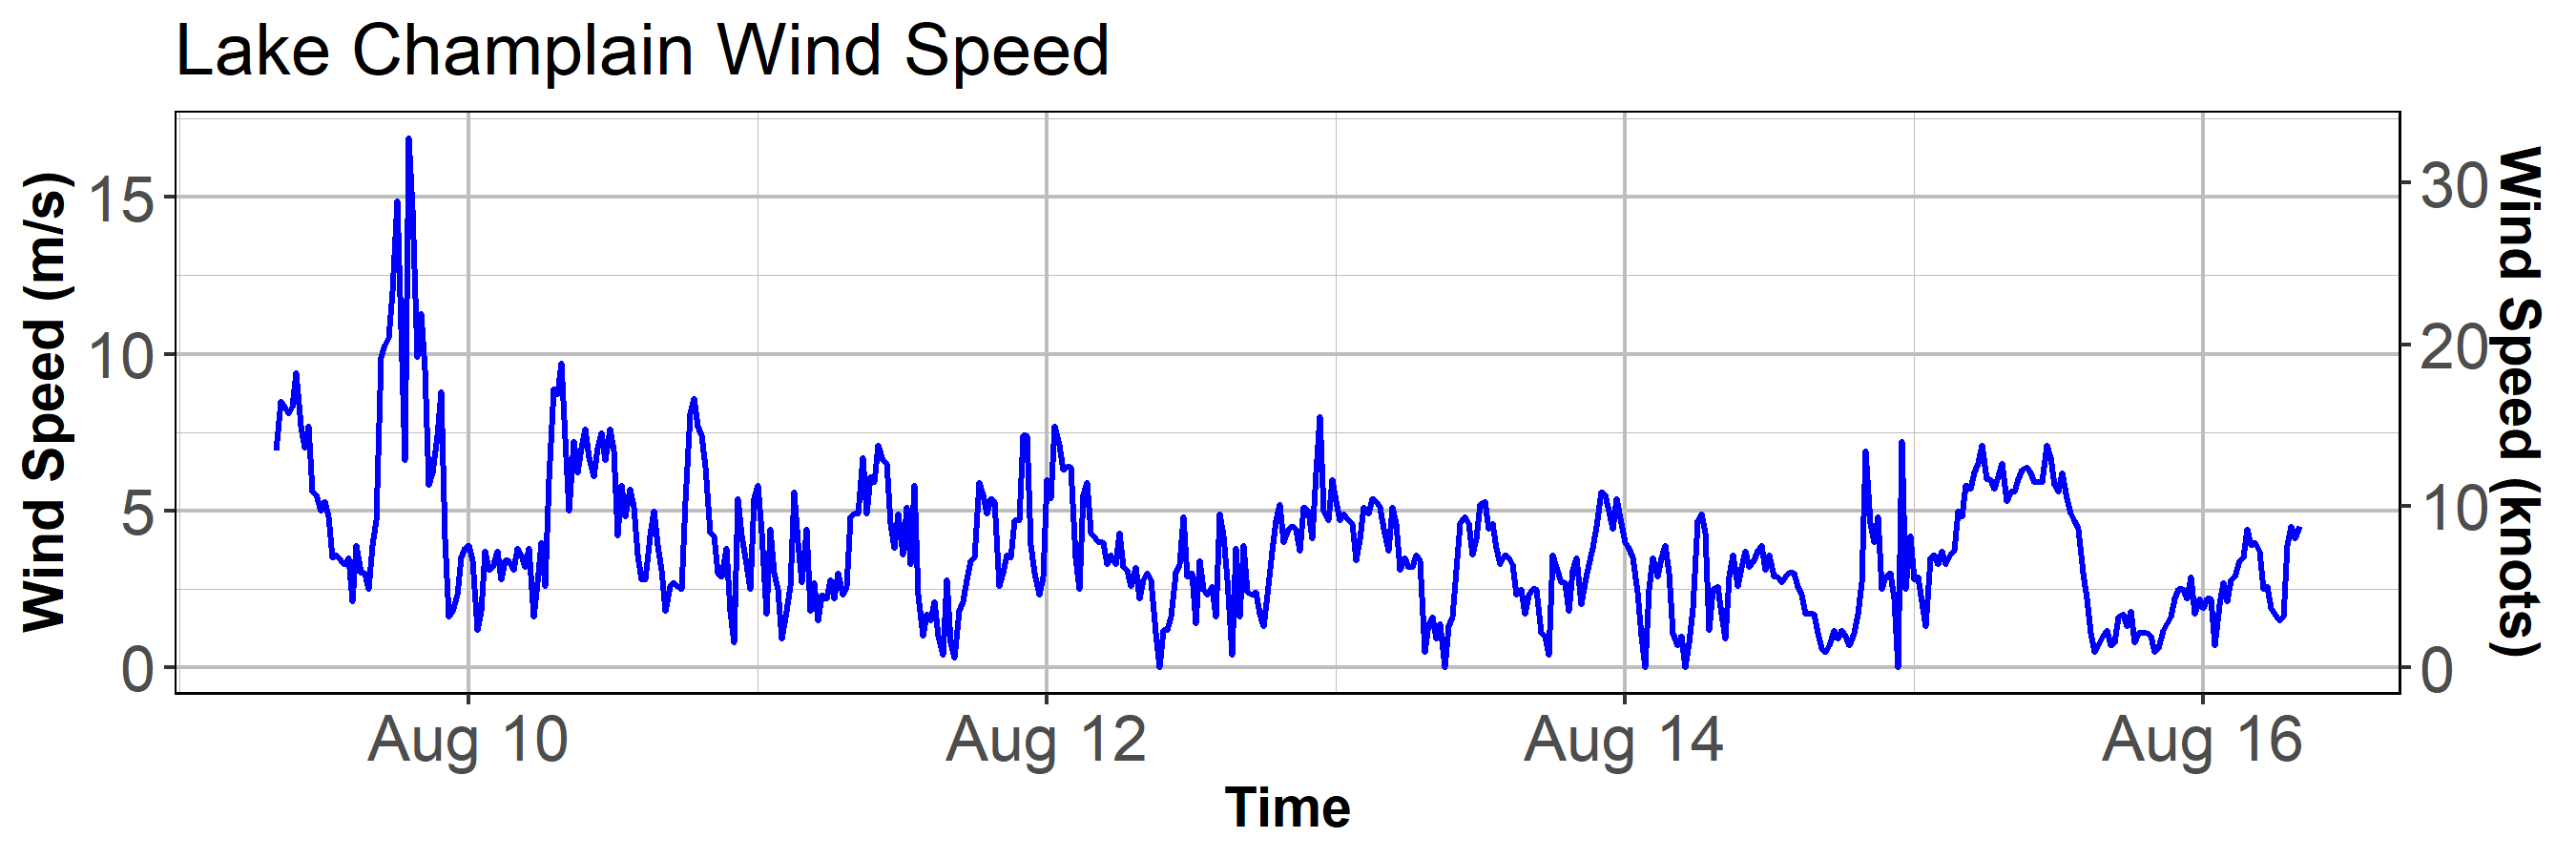 Lake Champlain Wind Speed
Wind Speed (m/s)
15
10
5
0
30
20
10
0
Wind Speed (knots)
Aug 10
Aug 12
Aug 14
Aug 16
Time